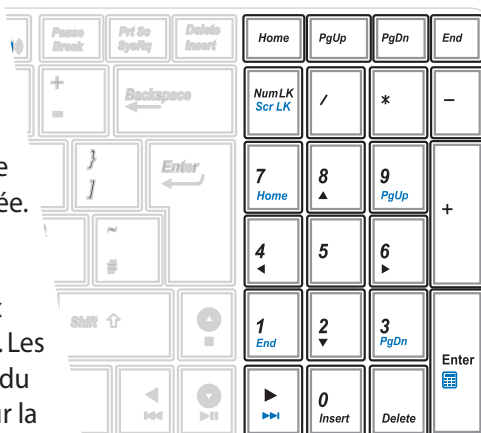 Pause
Break
Prt Sc
SysRq
Delete
Insert
Home
PgUp
PgDn
End
+
=
Backspace
NumLK
Scr LK
/
*
–
e
ée.
}
]
Enter
7
Home
8
9
PgUp
+
~
#
4
5
6
x
. Les
du
ur la
Shift
1
End
2
3
PgDn
Enter
0
Insert
Delete